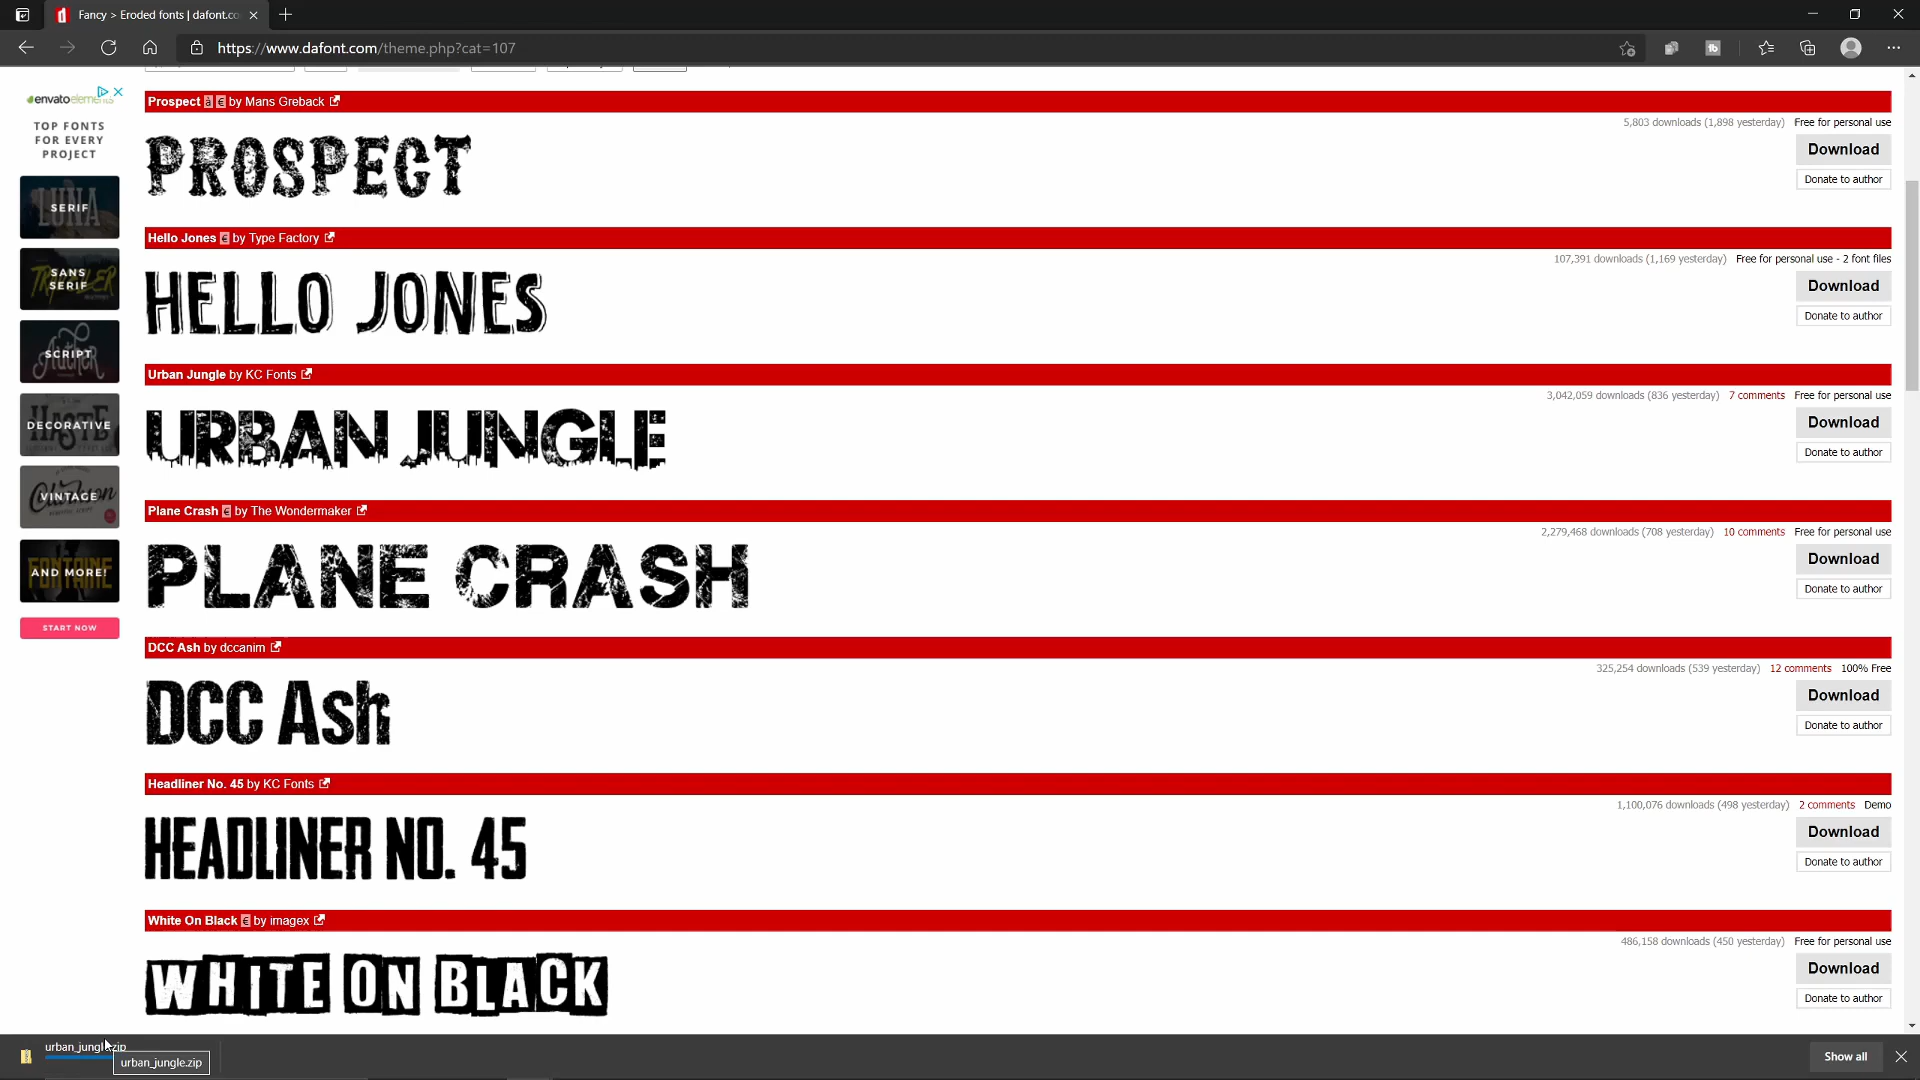 Fancy > Eroded fonts | dafont.co
https://www.dafont.com/theme.php?cat=107
envatoelements
TOP FONTS
FOR EVERY
PROJECT
LUNA
SERIF
SANS
SERIF
Author
SCRIPT
HASTE
DECORATIVE
VINTAGE
FONTAINE
AND MORE!
START NOW
Prospect à € by Mans Greback
5,803 downloads (1,898 yesterday) Free for personal use
PROSPECT
Download
Donate to author
Hello Jones € by Type Factory
107,391 downloads (1,169 yesterday) Free for personal use - 2 font files
HELLO JONES
Download
Donate to author
Urban Jungle by KC Fonts
3,042,059 downloads (836 yesterday) 7 comments Free for personal use
URBAN JUNGLE
Download
Donate to author
Plane Crash € by The Wondermaker
2,279,468 downloads (708 yesterday) 10 comments Free for personal use
PLANE CRASH
Download
Donate to author
DCC Ash by dccanim
325,254 downloads (539 yesterday) 12 comments 100% Free
DCC Ash
Download
Donate to author
Headliner No. 45 by KC Fonts
1,100,076 downloads (498 yesterday) 2 comments Demo
HEADLINER NO. 45
Download
Donate to author
White On Black € by imagex
486,158 downloads (450 yesterday) Free for personal use
WHITE ON BLACK
Download
Donate to author
urban_jungle.zip
urban_jungle.zip
Show all